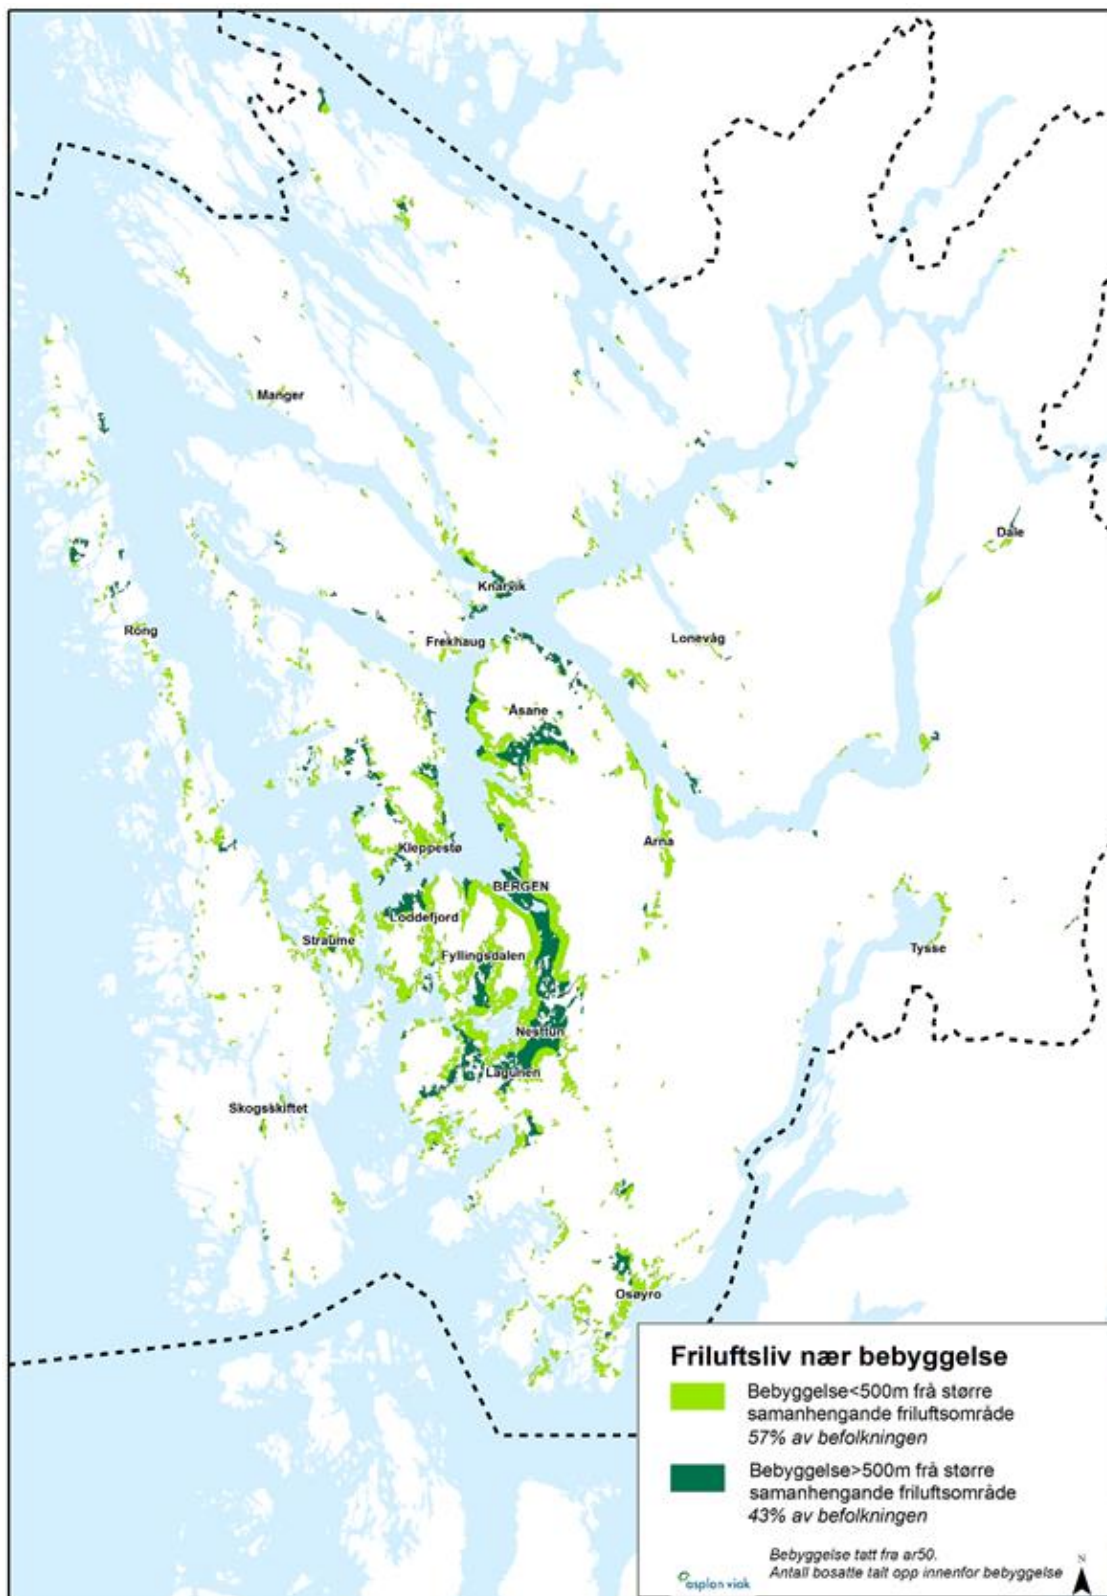 Manger
Dale
Knarvik
Rong
Frekhaug
Lonevåg
Åsane
Arna
Kleppestø
BERGEN
Loddefjord
Straume
Fyllingsdalen
Tysse
Nesttun
Lagunen
Skogsskiftet
Osøyro
Friluftsliv nær bebyggelse
Bebyggelse<500m frå større
samanhengande friluftsområde
57% av befolkningen
Bebyggelse>500m frå større
samanhengande friluftsområde
43% av befolkningen
Bebyggelse tatt fra ar50.
Antall bosatte talt opp innenfor bebyggelse
asplan viak
N